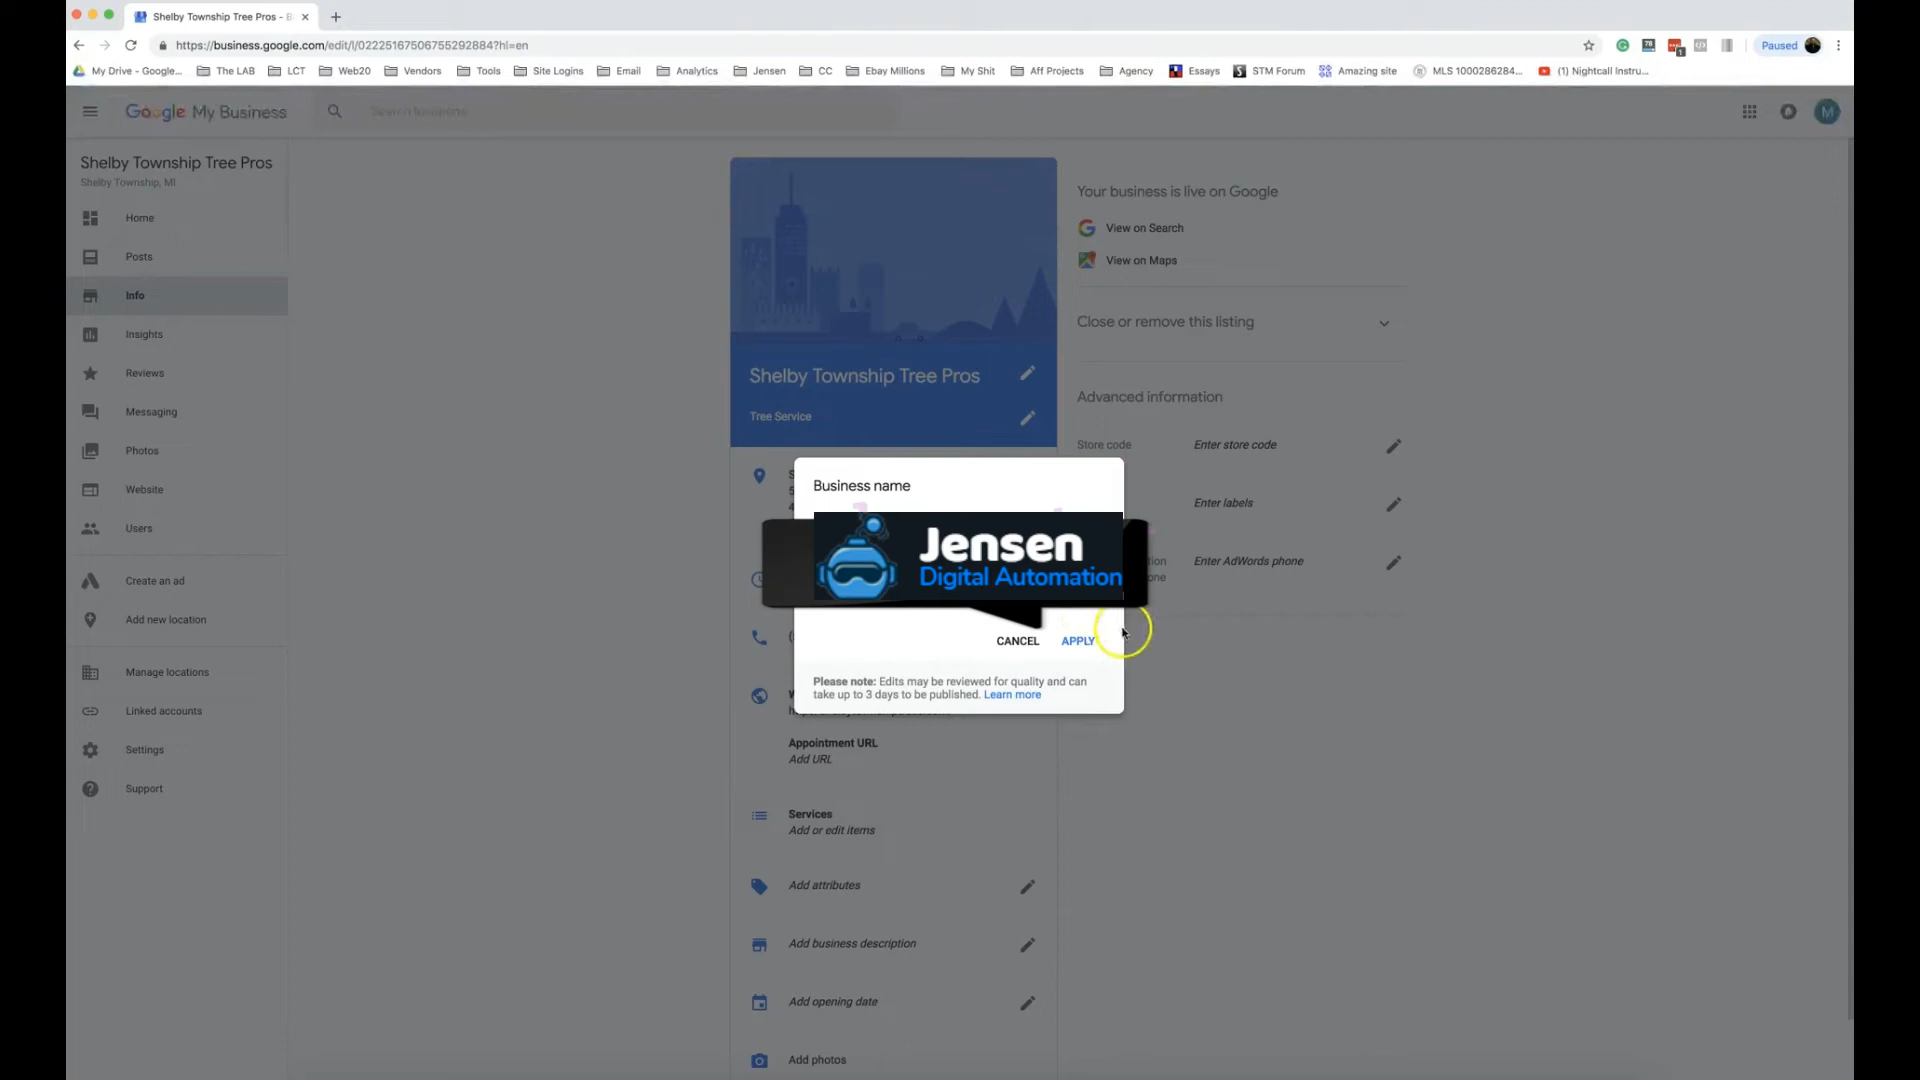 Shelby Township Tree Pros - B
https://business.google.com/edit/l/02225167506755292884?hl=en
Paused
My Drive - Google...
The LAB
LCT
Web20
Vendors
Tools
Site Logins
Email
Analytics
Jensen
CC
Ebay Millions
My Shit
Aff Projects
Agency
Essays
STM Forum
Amazing site
MLS 1000286284...
(1) Nightcall Instru...
Google My Business
Search locations
M
Shelby Township Tree Pros
Shelby Township, MI
Home
Posts
Info
Insights
Reviews
Messaging
Photos
Website
Users
Create an ad
Add new location
Manage locations
Linked accounts
Settings
Support
Shelby Township Tree Pros
Tree Service
Business name
Jensen
Digital Automation
CANCEL APPLY
Please note: Edits may be reviewed for quality and can
take up to 3 days to be published. Learn more
Appointment URL
Add URL
Services
Add or edit items
Add attributes
Add business description
Add opening date
Add photos
Your business is live on Google
View on Search
View on Maps
Close or remove this listing
Advanced information
Store code Enter store code
Enter labels
Enter AdWords phone